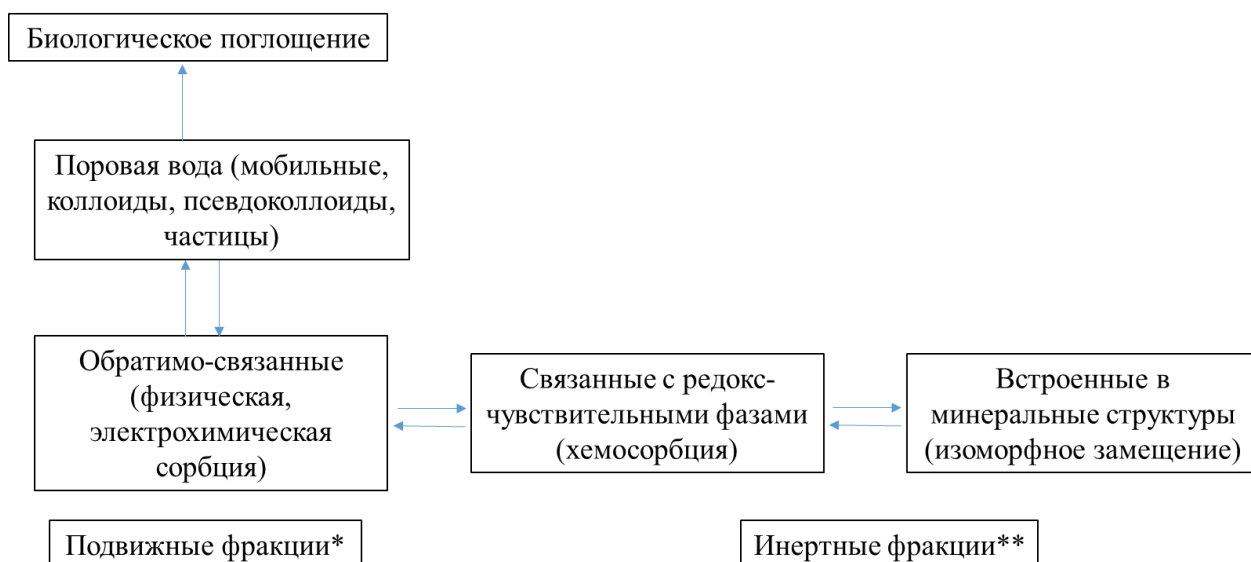 Биологическое поглощение
Поровая вода (мобильные,
коллоиды, псевдоколлоиды,
частицы)
Обратимо-связанные
(физическая,
электрохимическая
сорбция)
Связанные с редокс-
чувствительными фазами
(хемосорбция)
Встроенные в
минеральные структуры
(изоморфное замещение)
Подвижные фракции*
Инертные фракции**